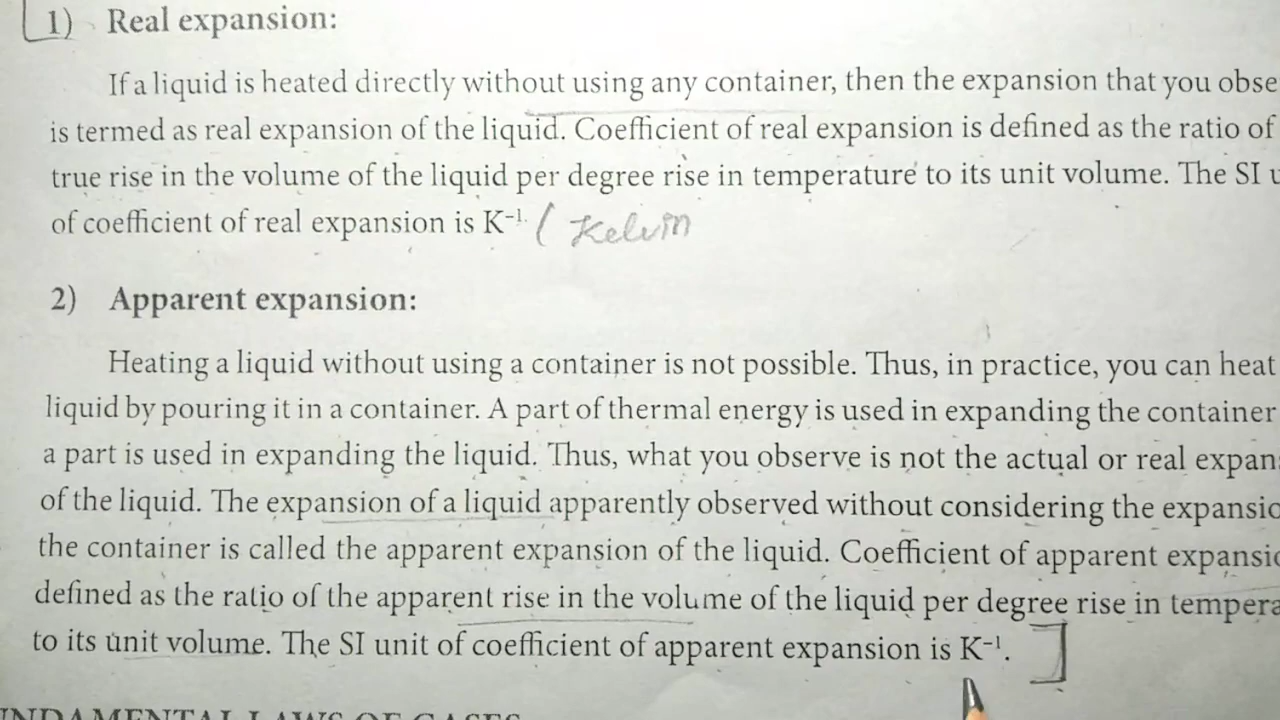 1) Real expansion:
If a liquid is heated directly without using any container, then the expansion that you obse
is termed as real expansion of the liquid. Coefficient of real expansion is defined as the ratio of
true rise in the volume of the liquid per degree rise in temperature to its unit volume. The SI u
of coefficient of real expansion is K⁻¹. ( Kelvin
2) Apparent expansion:
Heating a liquid without using a container is not possible. Thus, in practice, you can heat
liquid by pouring it in a container. A part of thermal energy is used in expanding the container
a part is used in expanding the liquid. Thus, what you observe is not the actual or real expan
of the liquid. The expansion of a liquid apparently observed without considering the expansio
the container is called the apparent expansion of the liquid. Coefficient of apparent expansio
defined as the ratio of the apparent rise in the volume of the liquid per degree rise in tempera
to its unit volume. The SI unit of coefficient of apparent expansion is K⁻¹. ]
UNDAMENTAL LAWS OF GASES